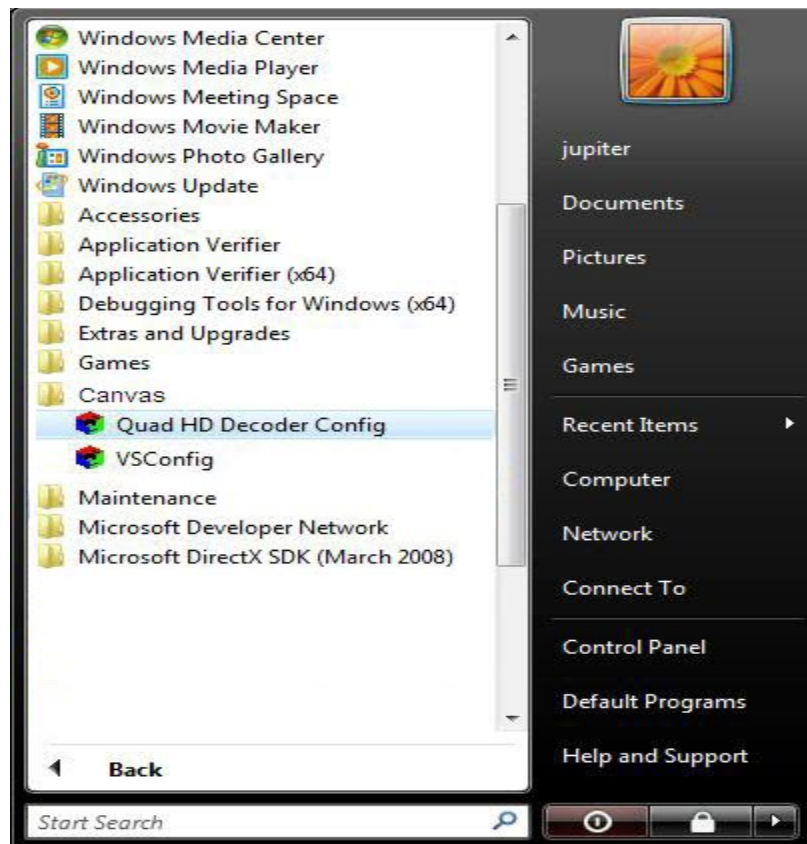 Windows Media Center
Windows Media Player
Windows Meeting Space
Windows Movie Maker
Windows Photo Gallery
Windows Update
Accessories
Application Verifier
Application Verifier (x64)
Debugging Tools for Windows (x64)
Extras and Upgrades
Games
Canvas
Quad HD Decoder Config
VSConfig
Maintenance
Microsoft Developer Network
Microsoft DirectX SDK (March 2008)
Back
Start Search
jupiter
Documents
Pictures
Music
Games
Recent Items
Computer
Network
Connect To
Control Panel
Default Programs
Help and Support